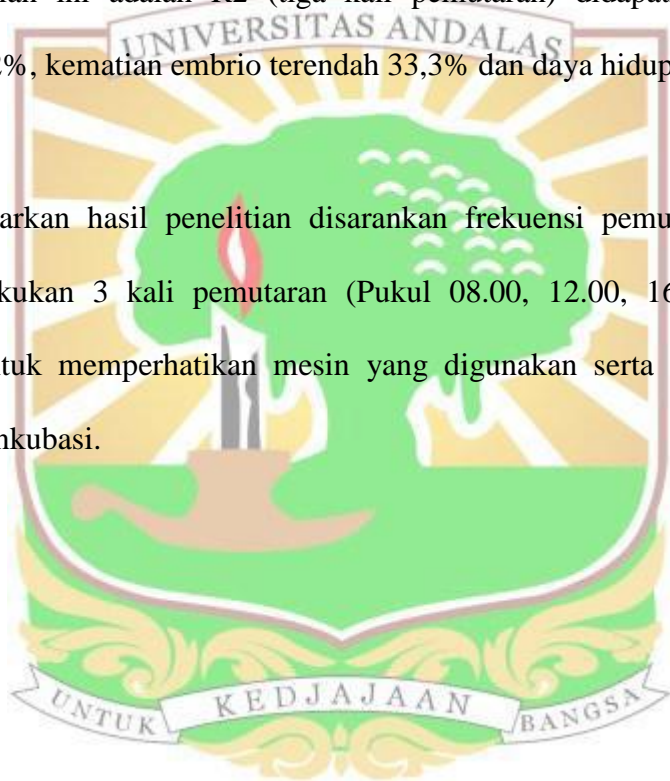 ini adalah R2 (tiga kali pemutaran)
UNIVERSITAS ANDALAS
%, kematian embrio terendah 33,3% dan daya hidup
arkan hasil penelitian disarankan frekuensi pemu
kukan 3 kali pemutaran (Pukul 08.00, 12.00, 16
tuk memperhatikan mesin yang digunakan serta
nkubasi.
UNTUK KEDJAJAAN BANGSA